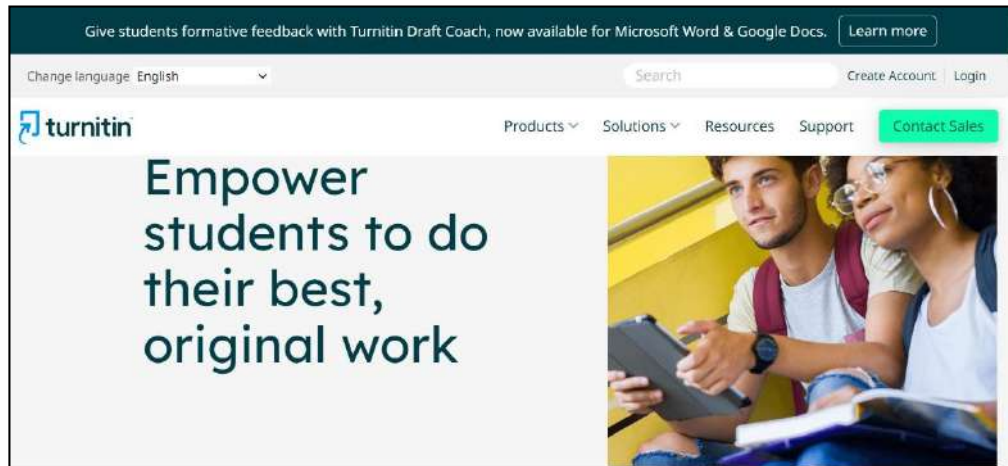 Give students formative feedback with Turnitin Draft Coach, now available for Microsoft Word & Google Docs. Learn more
Change language English Search Create Account Login
turnitin Products Solutions Resources Support Contact Sales
Empower
students to do
their best,
original work